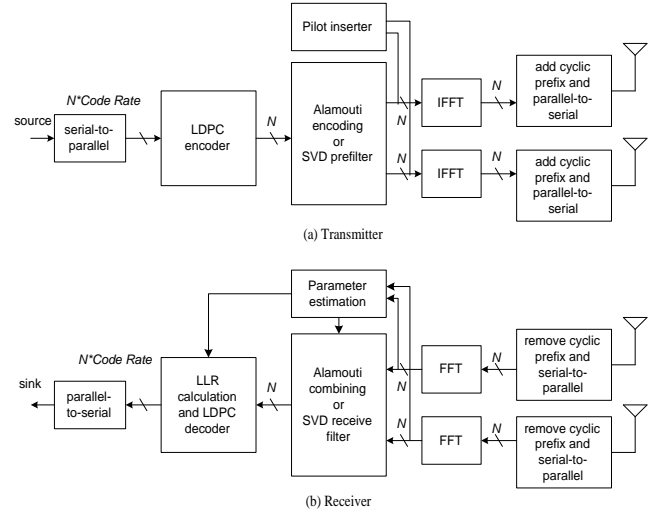 Pilot inserter
N*Code Rate
source
serial-to-
parallel
LDPC
encoder
N
Alamouti
encoding
or
SVD prefilter
N
N
IFFT
IFFT
N
N
add cyclic
prefix and
parallel-to-
serial
add cyclic
prefix and
parallel-to-
serial
(a) Transmitter
Parameter
estimation
N*Code Rate
sink
parallel-
to-serial
LLR
calculation
and LDPC
decoder
N
Alamouti
combining
or
SVD receive
filter
N
N
FFT
FFT
N
N
remove cyclic
prefix and
serial-to-
parallel
remove cyclic
prefix and
serial-to-
parallel
(b) Receiver